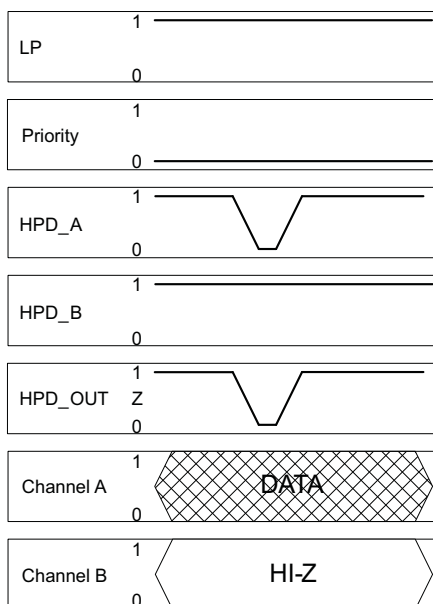 1
LP
0
1
Priority
0
1
HPD_A
0
1
HPD_B
0
1
HPD_OUT Z
0
1
Channel A DATA
0
1
Channel B HI-Z
0